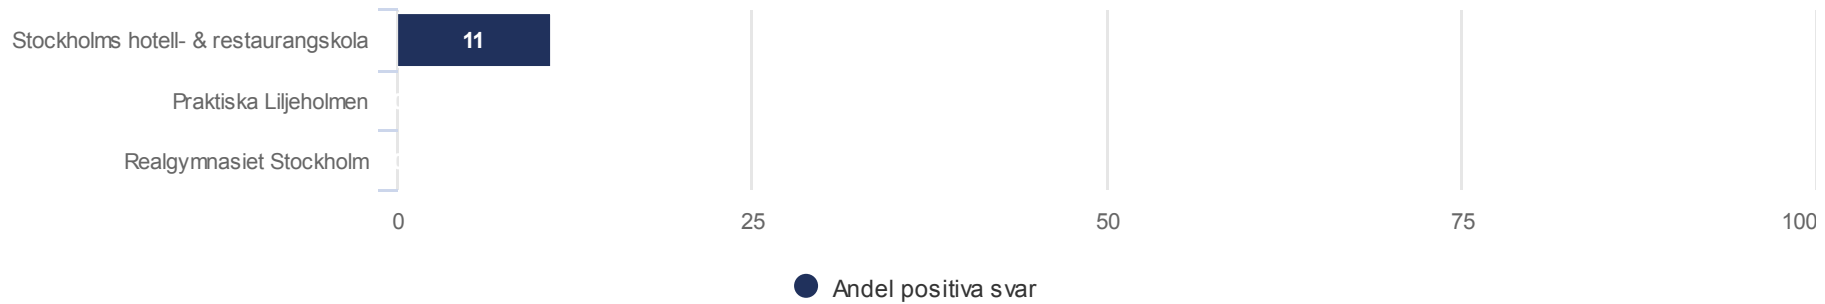 Stockholms hotell- & restaurangskola 11
Praktiska Liljeholmen
Realgymnasiet Stockholm
0 25 50 75 100
Andel positiva svar